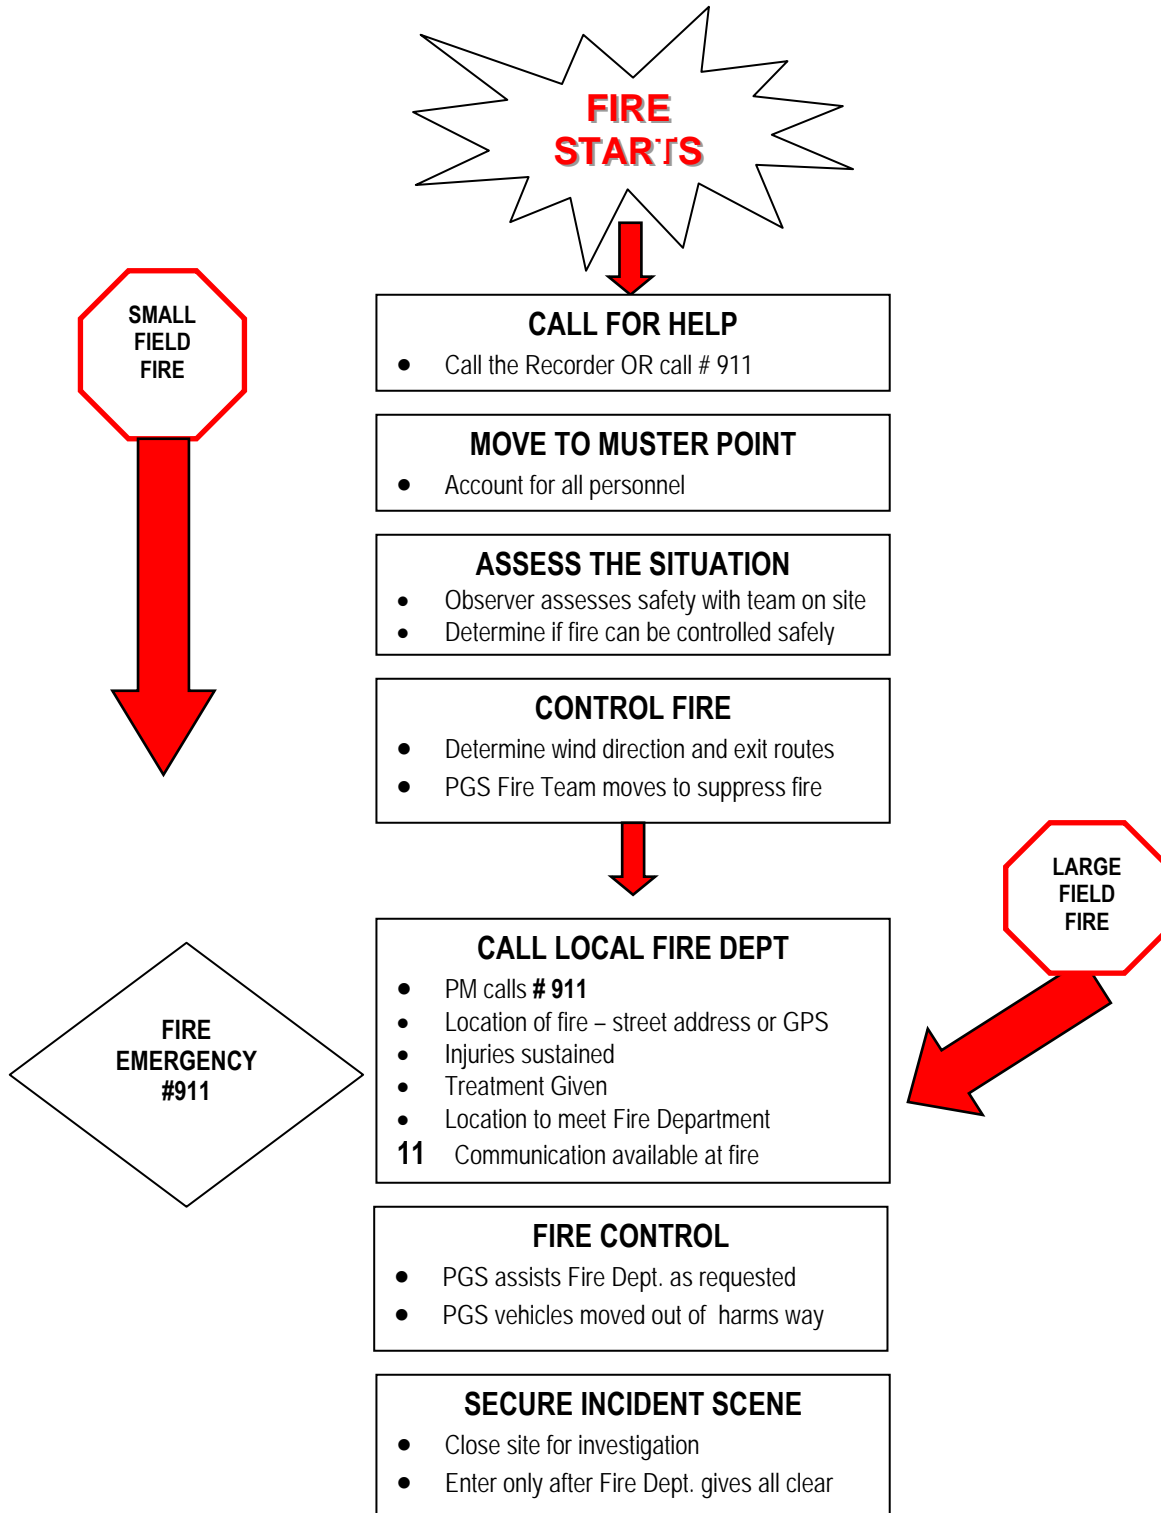 FIRE
STARTS
SMALL
FIELD
FIRE
CALL FOR HELP
• Call the Recorder OR call # 911
MOVE TO MUSTER POINT
• Account for all personnel
ASSESS THE SITUATION
• Observer assesses safety with team on site
• Determine if fire can be controlled safely
CONTROL FIRE
• Determine wind direction and exit routes
• PGS Fire Team moves to suppress fire
LARGE
FIELD
FIRE
FIRE
EMERGENCY
#911
CALL LOCAL FIRE DEPT
• PM calls # 911
• Location of fire – street address or GPS
• Injuries sustained
• Treatment Given
• Location to meet Fire Department
11 Communication available at fire
FIRE CONTROL
• PGS assists Fire Dept. as requested
• PGS vehicles moved out of harms way
SECURE INCIDENT SCENE
• Close site for investigation
• Enter only after Fire Dept. gives all clear